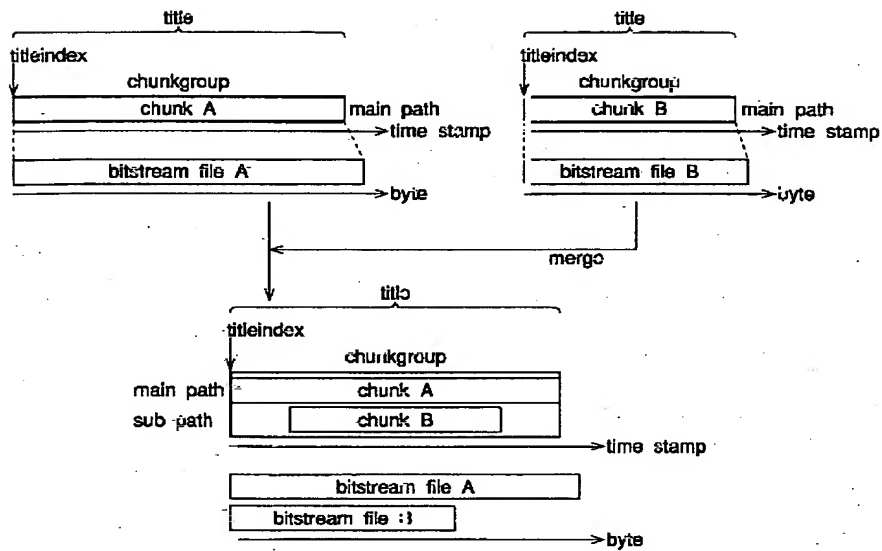 title
titleindex
chunkgroup
chunk A
main path
time stamp
bitstream file A
byte
title
titleindex
chunkgroup
chunk B
main path
time stamp
bitstream file B
byte
merge
title
titleindex
chunkgroup
main path
chunk A
sub path
chunk B
time stamp
bitstream file A
bitstream file B
byte